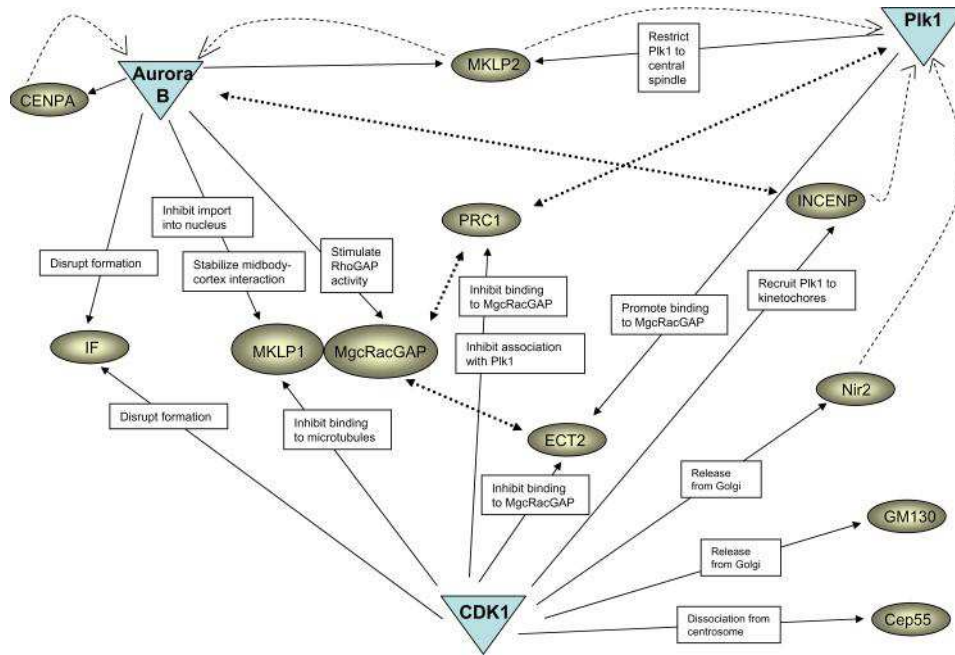 Plk1
Restrict
Plk1 to
central
spindle
MKLP2
Aurora
B
CENPA
INCENP
PRC1
Inhibit import
into nucleus
Disrupt formation
Stabilize midbody-
cortex interaction
Stimulate
RhoGAP
activity
Inhibit binding
to MgcRacGAP
Promote binding
to MgcRacGAP
Recruit Plk1 to
kinetochores
IF
MKLP1
MgcRacGAP
Inhibit association
with Plk1
Nir2
Disrupt formation
Inhibit binding
to microtubules
ECT2
Inhibit binding
to MgcRacGAP
Release
from Golgi
GM130
Release
from Golgi
CDK1
Dissociation from
centrosome
Cep55